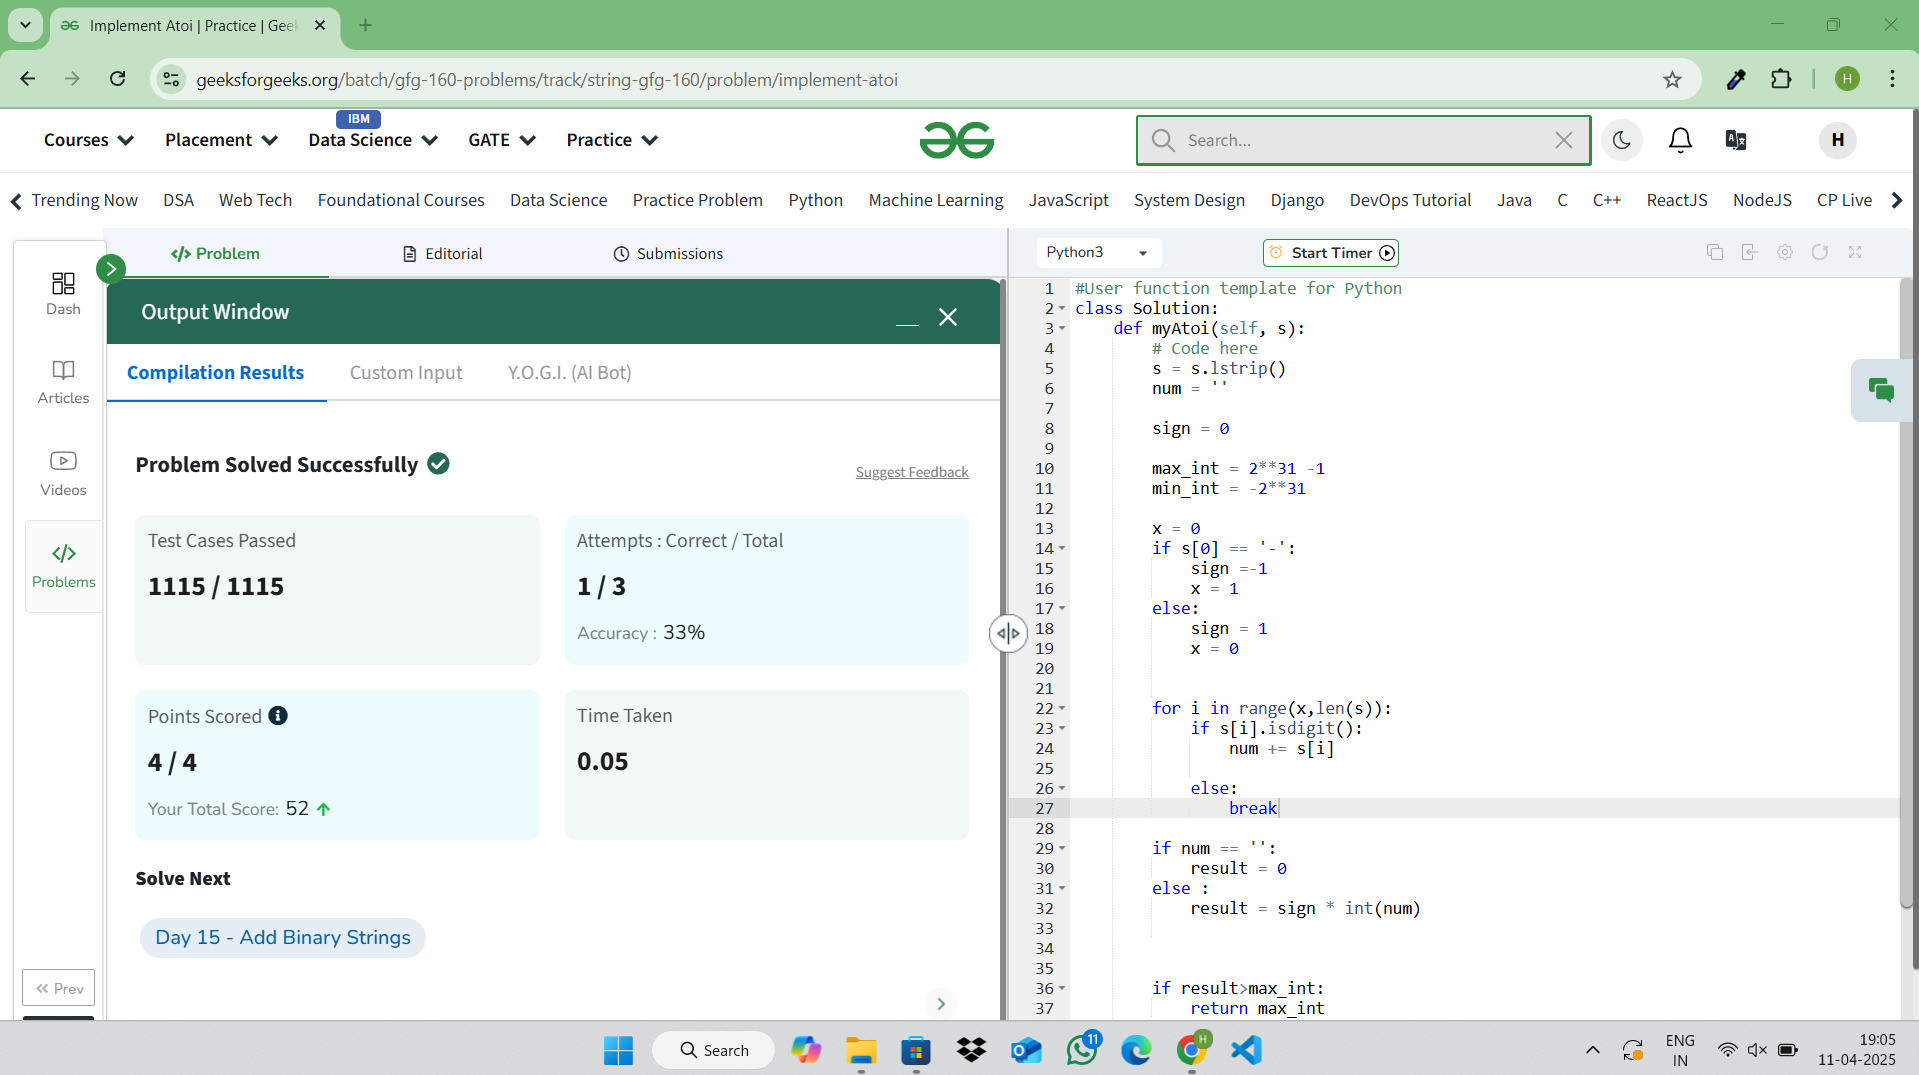 Implement Atoi | Practice | Geek
geeksforgeeks.org/batch/gfg-160-problems/track/string-gfg-160/problem/implement-atoi
H
IBM
Courses Placement Data Science GATE Practice
Search...
H
Trending Now DSA Web Tech Foundational Courses Data Science Practice Problem Python Machine Learning JavaScript System Design Django DevOps Tutorial Java C C++ ReactJS NodeJS CP Live
Dash
Articles
Videos
Problems
Prev
Problem Editorial Submissions
Output Window
Compilation Results Custom Input Y.O.G.I. (AI Bot)
Problem Solved Successfully
Suggest Feedback
Test Cases Passed
1115 / 1115
Attempts : Correct / Total
1 / 3
Accuracy : 33%
Points Scored
4 / 4
Your Total Score: 52
Time Taken
0.05
Solve Next
Day 15 - Add Binary Strings
Python3 Start Timer
1 #User function template for Python
2 class Solution:
3 def myAtoi(self, s):
4 # Code here
5 s = s.lstrip()
6 num = ''
7
8 sign = 0
9
10 max_int = 2**31 -1
11 min_int = -2**31
12
13 x = 0
14 if s[0] == '-':
15 sign =-1
16 x = 1
17 else:
18 sign = 1
19 x = 0
20
21
22 for i in range(x,len(s)):
23 if s[i].isdigit():
24 num += s[i]
25
26 else:
27 break
28
29 if num == '':
30 result = 0
31 else :
32 result = sign * int(num)
33
34
35
36 if result>max_int:
37 return max_int
Search
11
H
ENG
IN
19:05
11-04-2025